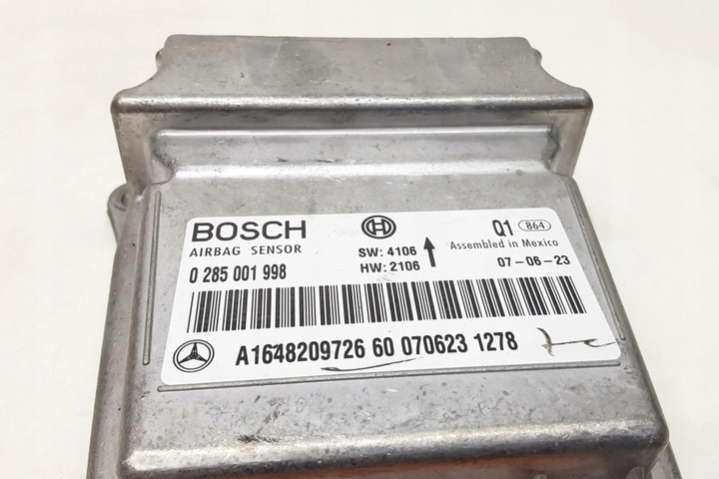 BOSCH
AIRBAG SENSOR
0 285 001 998
SW: 4106
HW: 2106
Q1 864
Assembled in Mexico
07-06-23
A1648209726 60 070623 1278